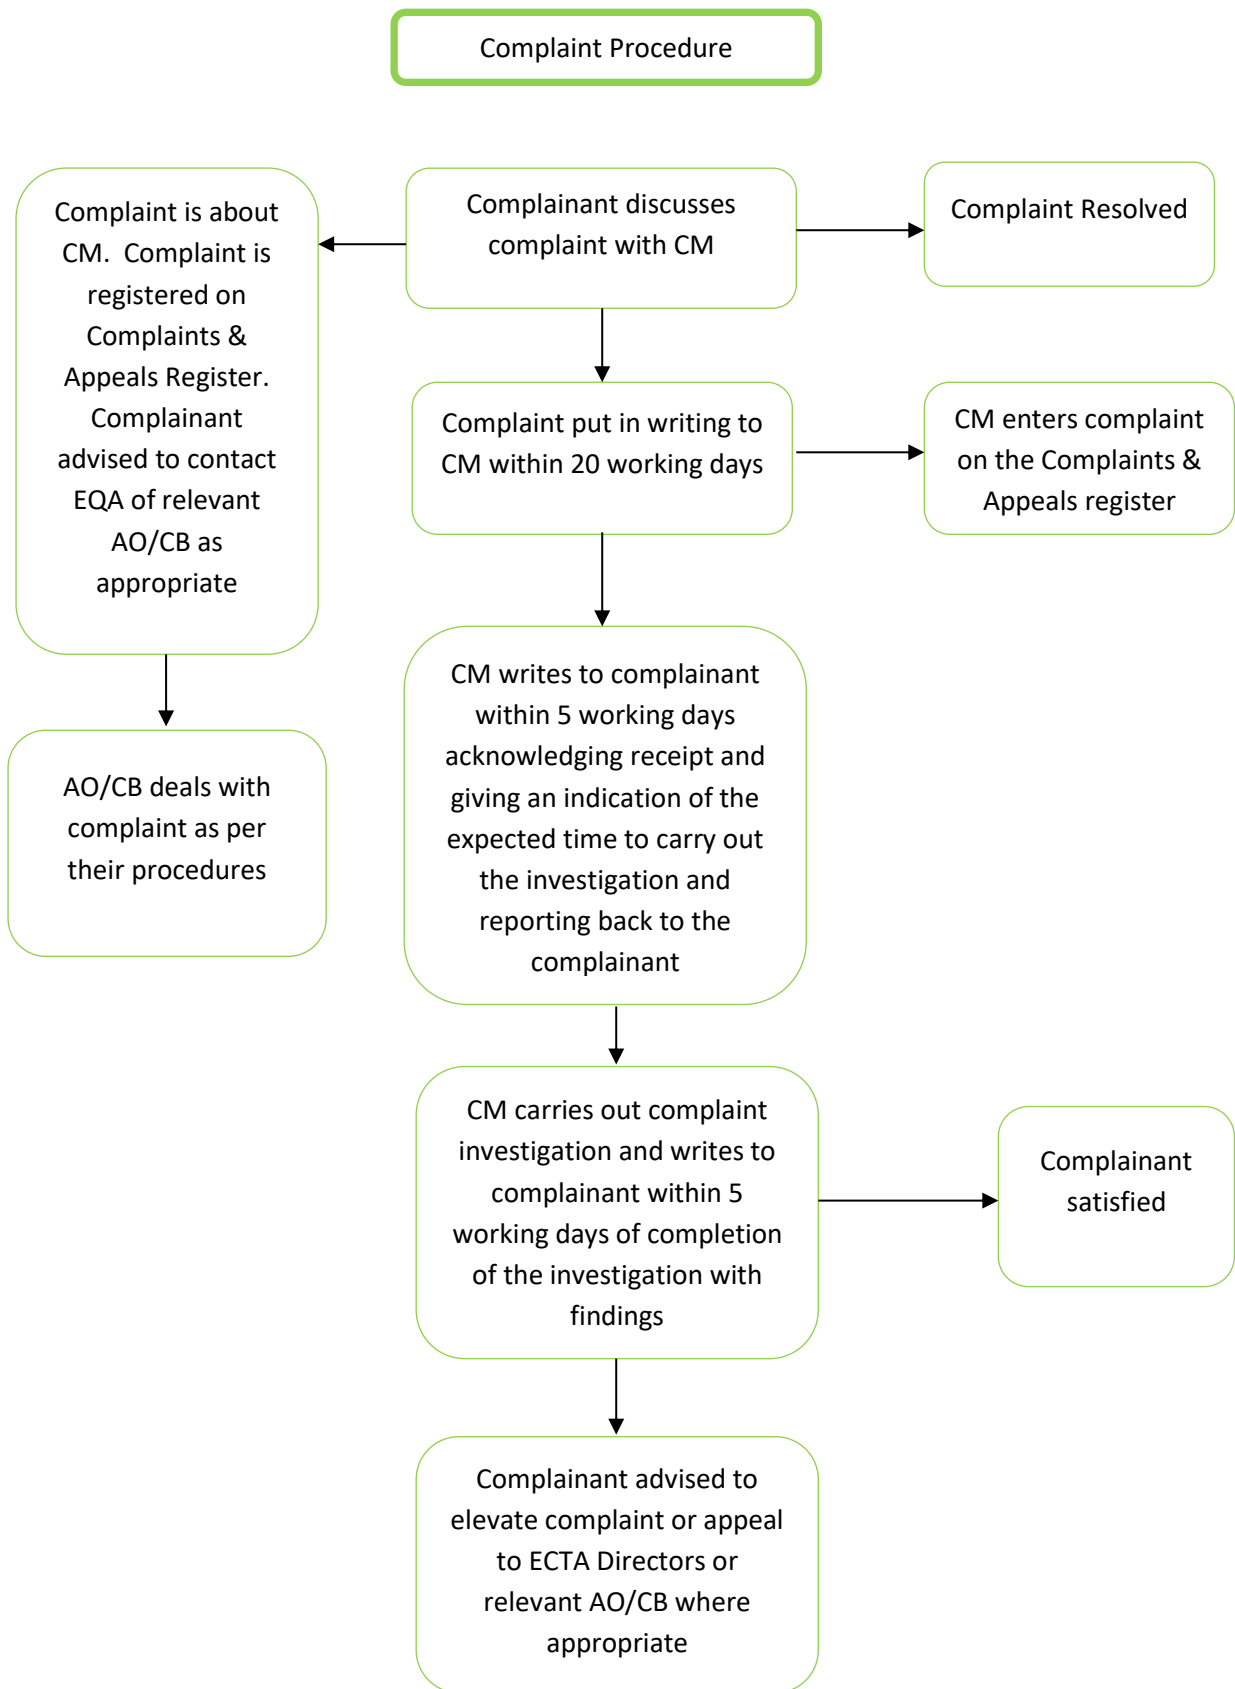 Complaint Procedure
Complaint is about
CM.  Complaint is
registered on
Complaints &
Appeals Register.
Complainant
advised to contact
EQA of relevant
AO/CB as
appropriate
Complainant discusses
complaint with CM
Complaint Resolved
Complaint put in writing to
CM within 20 working days
CM enters complaint
on the Complaints &
Appeals register
AO/CB deals with
complaint as per
their procedures
CM writes to complainant
within 5 working days
acknowledging receipt and
giving an indication of the
expected time to carry out
the investigation and
reporting back to the
complainant
CM carries out complaint
investigation and writes to
complainant within 5
working days of completion
of the investigation with
findings
Complainant
satisfied
Complainant advised to
elevate complaint or appeal
to ECTA Directors or
relevant AO/CB where
appropriate